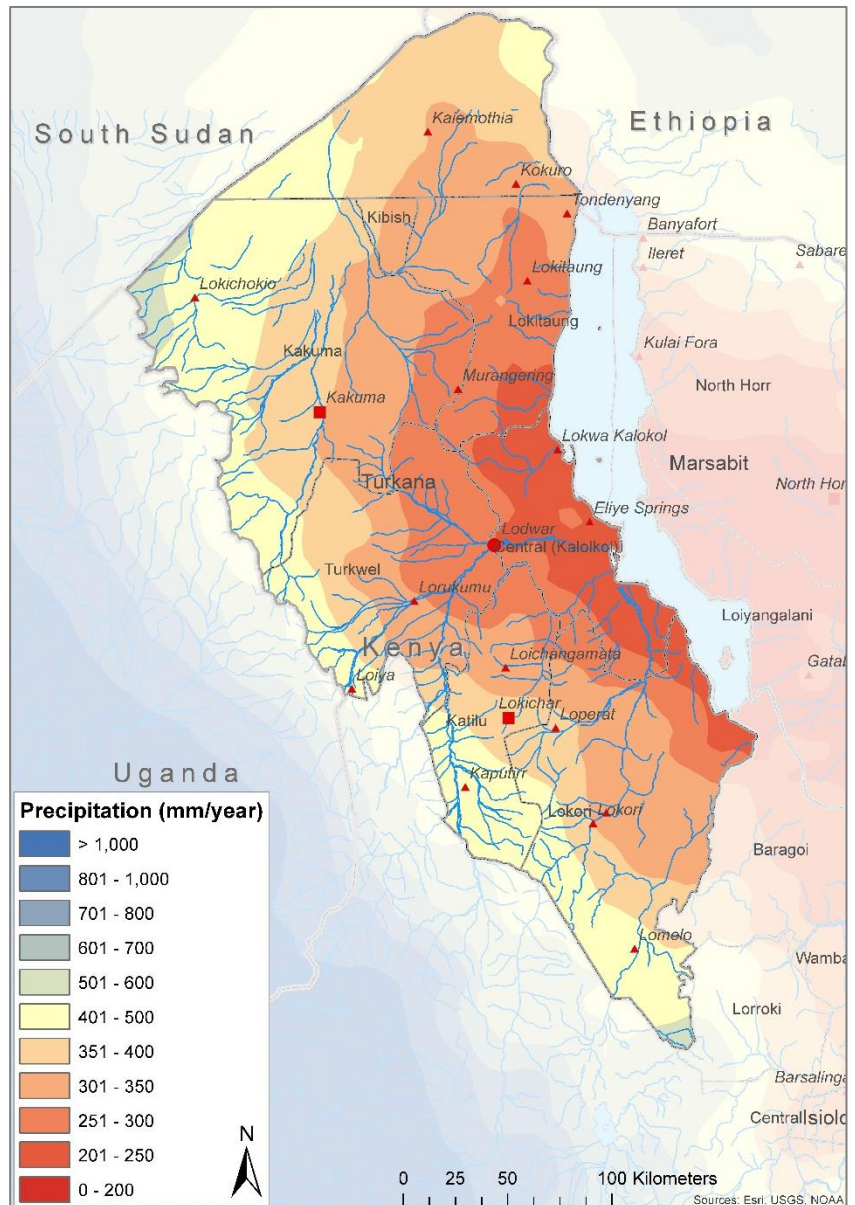 South Sudan
Ethiopia
Kaiemothia
Kokuro
Tondenyang
Kibish
Banyafort
Ileret
Sabare
Lokichokio
Lokitaung
Lokitaung
Kakuma
Kulai Fora
Kakuma
Murangering
North Horr
Lokwa Kalokol
Marsabit
Turkana
North Hor
Eliye Springs
Lodwar
Central (Kalolkol)
Turkwel
Lorukumu
Loiyangalani
Kenya
Loichangamata
Loiya
Gatab
Lokichar
Katilu
Loperat
Uganda
Kaputirr
Lokori
Lokori
Baragoi
Lomelo
Wamba
Lorroki
Barsalinga
Central
Isiolo
Precipitation (mm/year)
> 1,000
801 - 1,000
701 - 800
601 - 700
501 - 600
401 - 500
351 - 400
301 - 350
251 - 300
201 - 250
0 - 200
N
0 25 50 100 Kilometers
Sources: Esri, USGS, NOAA